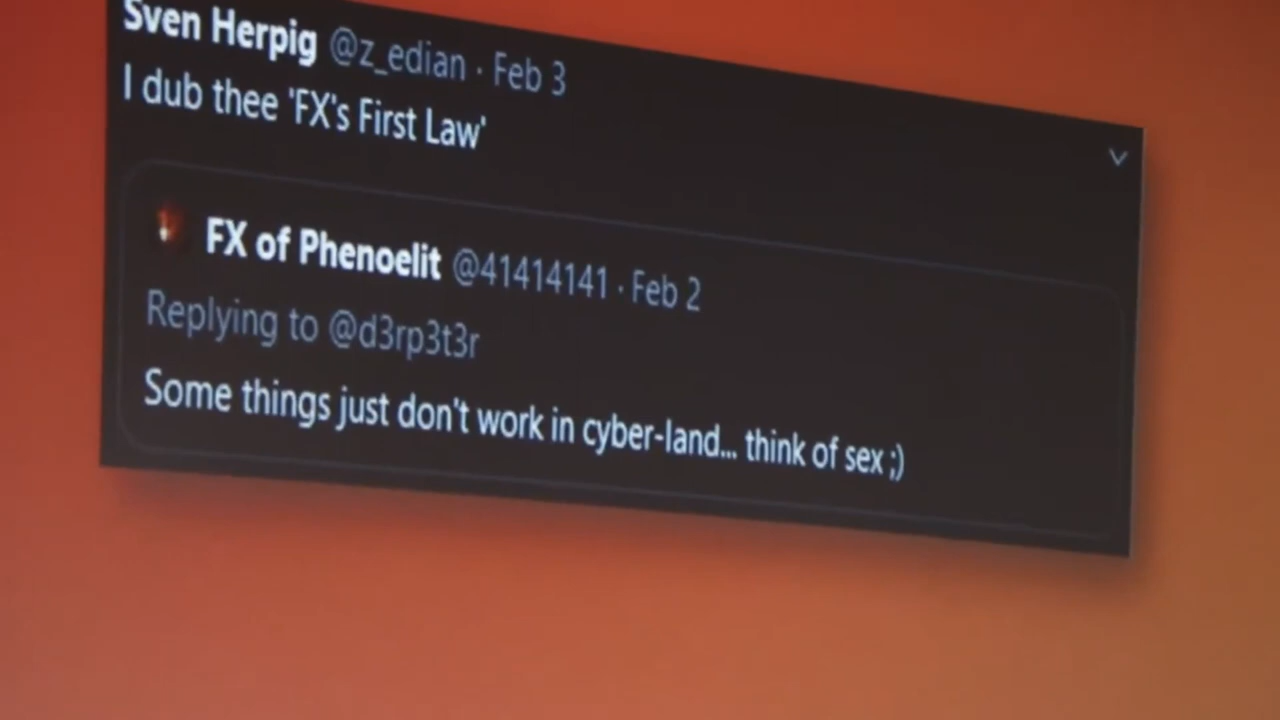 Sven Herpig @z_edian · Feb 3
I dub thee 'FX's First Law'
FX of Phenoelit @41414141 · Feb 2
Replying to @d3rp3t3r
Some things just don't work in cyber-land... think of sex ;)